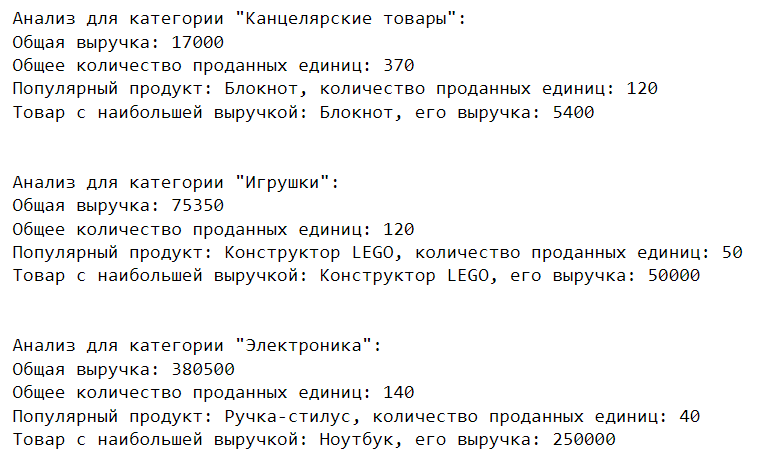 Анализ для категории "Канцелярские товары":
Общая выручка: 17000
Общее количество проданных единиц: 370
Популярный продукт: Блокнот, количество проданных единиц: 120
Товар с наибольшей выручкой: Блокнот, его выручка: 5400
Анализ для категории "Игрушки":
Общая выручка: 75350
Общее количество проданных единиц: 120
Популярный продукт: Конструктор LEGO, количество проданных единиц: 50
Товар с наибольшей выручкой: Конструктор LEGO, его выручка: 50000
Анализ для категории "Электроника":
Общая выручка: 380500
Общее количество проданных единиц: 140
Популярный продукт: Ручка-стилус, количество проданных единиц: 40
Товар с наибольшей выручкой: Ноутбук, его выручка: 250000